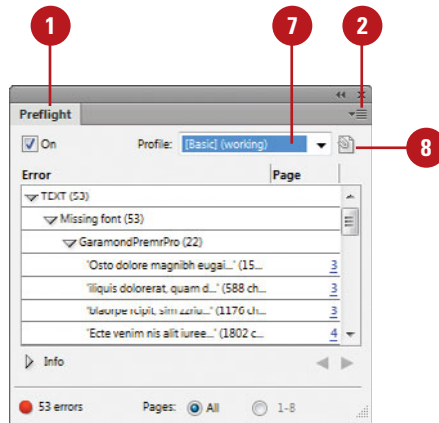 1 7 2
Preflight
On Profile: [Basic] (working) 8
Error Page
TEXT (53)
Missing font (53)
GaramondPremrPro (22)
'Osto dolore magnibh eugai...' (15... 3
'iliquis dolorerat, quam d...' (588 ch... 3
'blaorpe rcipit, sim zzriu...' (1176 ch... 3
'Ecte venim nis alit iuree...' (1802 c... 4
Info
53 errors Pages: All 1-8